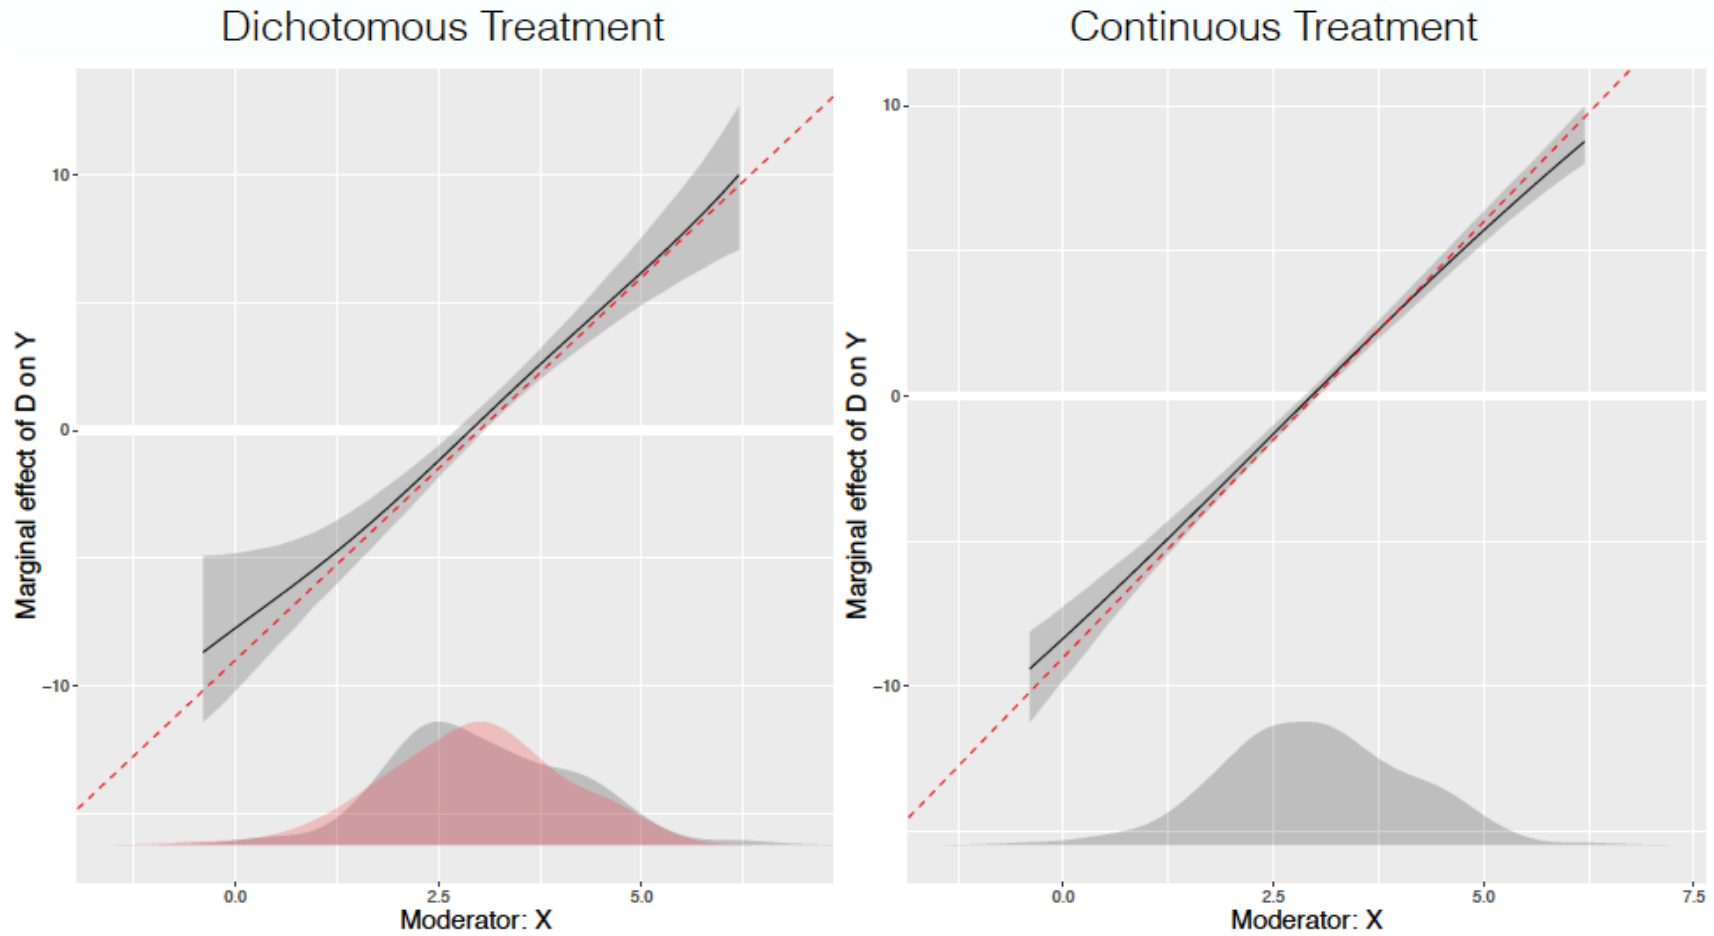 Dichotomous Treatment
Marginal effect of D on Y
10
0
−10
0.0 2.5 5.0
Moderator: X
Continuous Treatment
Marginal effect of D on Y
10
0
−10
0.0 2.5 5.0 7.5
Moderator: X